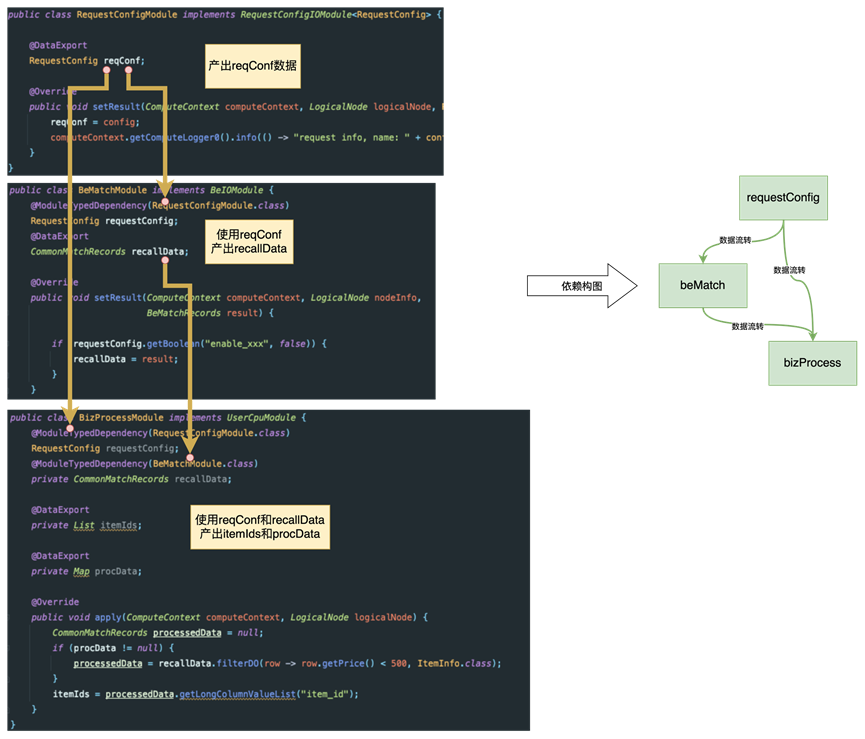 public class RequestConfigModule implements RequestConfigIOModule<RequestConfig> {
@DataExport
RequestConfig reqConf;
产出reqConf数据
@Override
public void setResult(ComputeContext computeContext, LogicalNode logicalNode,
reqConf = config;
computeContext.getComputeLogger0().info(() -> "request info, name: " + con
}
}
public class BeMatchModule implements BeIOModule {
@ModuleTypedDependency(RequestConfigModule.class)
RequestConfig requestConfig;
使用reqConf
产出recallData
@DataExport
CommonMatchRecords recallData;
@Override
public void setResult(ComputeContext computeContext, LogicalNode nodeInfo,
BeMatchRecords result) {
if requestConfig.getBoolean("enable_xxx", false)) {
recallData = result;
}
}
public class BizProcessModule implements UserCpuModule {
@ModuleTypedDependency(RequestConfigModule.class)
RequestConfig requestConfig;
@ModuleTypedDependency(BeMatchModule.class)
private CommonMatchRecords recallData;
@DataExport
private List itemIds;
使用reqConf和recallData
产出itemIds和procData
@DataExport
private Map procData;
@Override
public void apply(ComputeContext computeContext, LogicalNode logicalNode) {
CommonMatchRecords processedData = null;
if (procData != null) {
processedData = recallData.filterDO(row -> row.getPrice() < 500, ItemInfo.class);
}
itemIds = processedData.getLongColumnValueList("item_id");
}
}
依赖构图
requestConfig
数据流转
数据流转
beMatch
数据流转
bizProcess